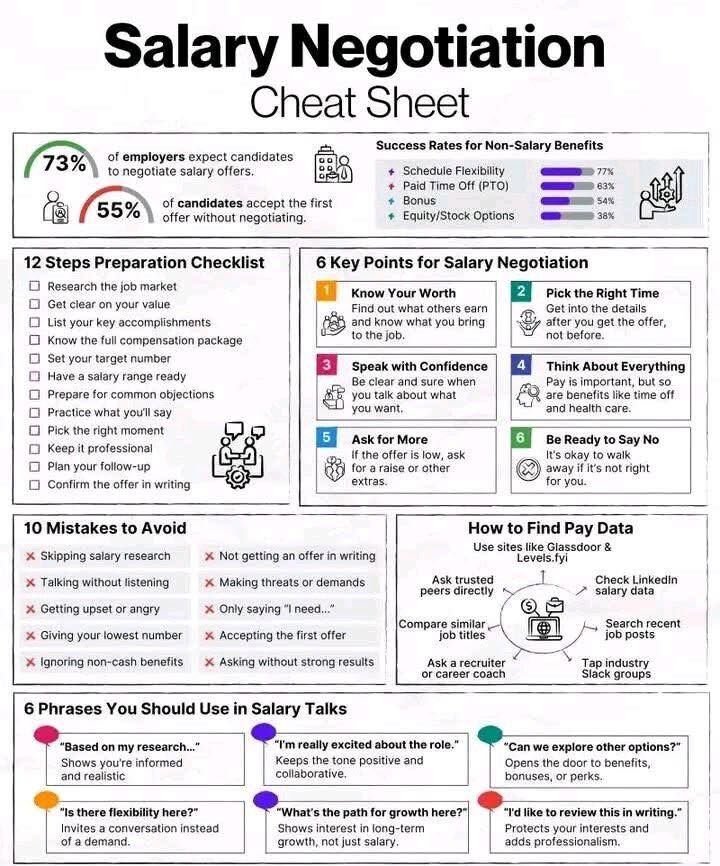 Salary Negotiation
Cheat Sheet
73%
of employers expect candidates
to negotiate salary offers.
55%
of candidates accept the first
offer without negotiating.
Success Rates for Non-Salary Benefits
Schedule Flexibility 77%
Paid Time Off (PTO) 63%
Bonus 54%
Equity/Stock Options 38%
12 Steps Preparation Checklist
Research the job market
Get clear on your value
List your key accomplishments
Know the full compensation package
Set your target number
Have a salary range ready
Prepare for common objections
Practice what you'll say
Pick the right moment
Keep it professional
Plan your follow-up
Confirm the offer in writing
6 Key Points for Salary Negotiation
1 Know Your Worth
Find out what others earn
and know what you bring
to the job.
2 Pick the Right Time
Get into the details
after you get the offer,
not before.
3 Speak with Confidence
Be clear and sure when
you talk about what
you want.
4 Think About Everything
Pay is important, but so
are benefits like time off
and health care.
5 Ask for More
If the offer is low, ask
for a raise or other
extras.
6 Be Ready to Say No
It's okay to walk
away if it's not right
for you.
10 Mistakes to Avoid
Skipping salary research
Talking without listening
Getting upset or angry
Giving your lowest number
Ignoring non-cash benefits
Not getting an offer in writing
Making threats or demands
Only saying "I need..."
Accepting the first offer
Asking without strong results
How to Find Pay Data
Use sites like Glassdoor &
Levels.fyi
Ask trusted
peers directly
Check LinkedIn
salary data
Compare similar
job titles
Search recent
job posts
Ask a recruiter
or career coach
Tap industry
Slack groups
$
6 Phrases You Should Use in Salary Talks
"Based on my research..."
Shows you're informed
and realistic
"I'm really excited about the role."
Keeps the tone positive and
collaborative.
"Can we explore other options?"
Opens the door to benefits,
bonuses, or perks.
"Is there flexibility here?"
Invites a conversation instead
of a demand.
"What's the path for growth here?"
Shows interest in long-term
growth, not just salary.
"I'd like to review this in writing."
Protects your interests and
adds professionalism.